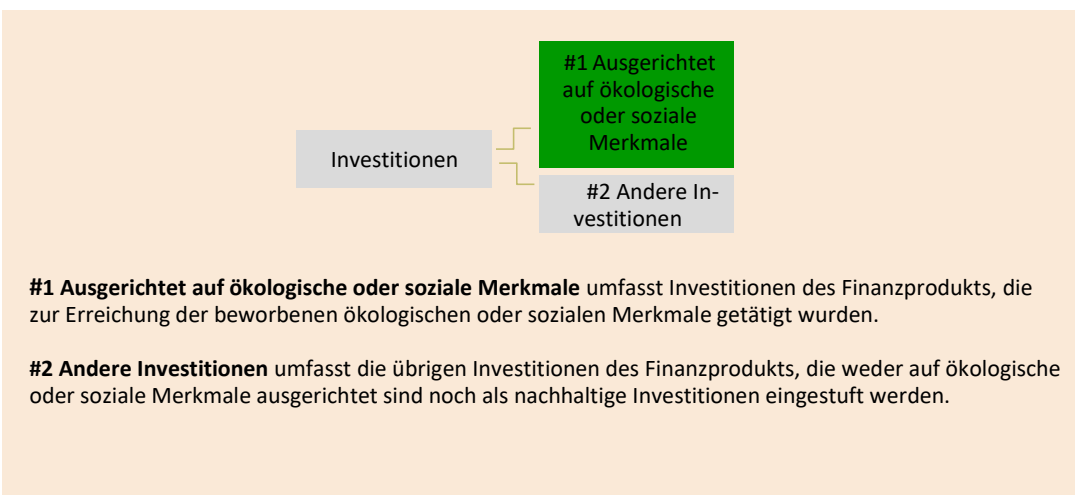 #1 Ausgerichtet
auf ökologische
oder soziale
Merkmale
Investitionen
#2 Andere In-
vestitionen
#1 Ausgerichtet auf ökologische oder soziale Merkmale umfasst Investitionen des Finanzprodukts, die
zur Erreichung der beworbenen ökologischen oder sozialen Merkmale getätigt wurden.
#2 Andere Investitionen umfasst die übrigen Investitionen des Finanzprodukts, die weder auf ökologische
oder soziale Merkmale ausgerichtet sind noch als nachhaltige Investitionen eingestuft werden.